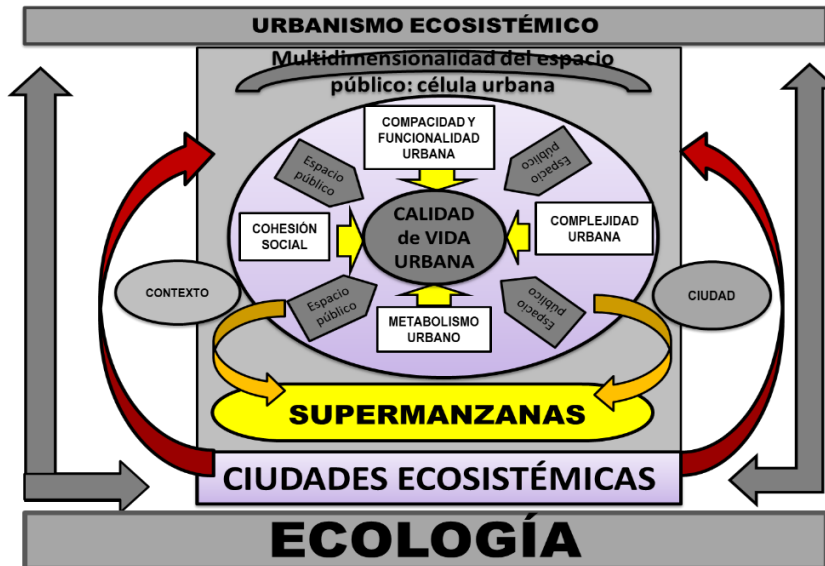 URBANISMO ECOSISTÉMICO
Multidimensionalidad del espacio
público: célula urbana
COMPACIDAD Y
FUNCIONALIDAD
URBANA
Espacio
público
Espacio
público
COHESIÓN
SOCIAL
CALIDAD
de VIDA
URBANA
COMPLEJIDAD
URBANA
CONTEXTO
CIUDAD
Espacio
público
METABOLISMO
URBANO
Espacio
público
SUPERMANZANAS
CIUDADES ECOSISTÉMICAS
ECOLOGÍA